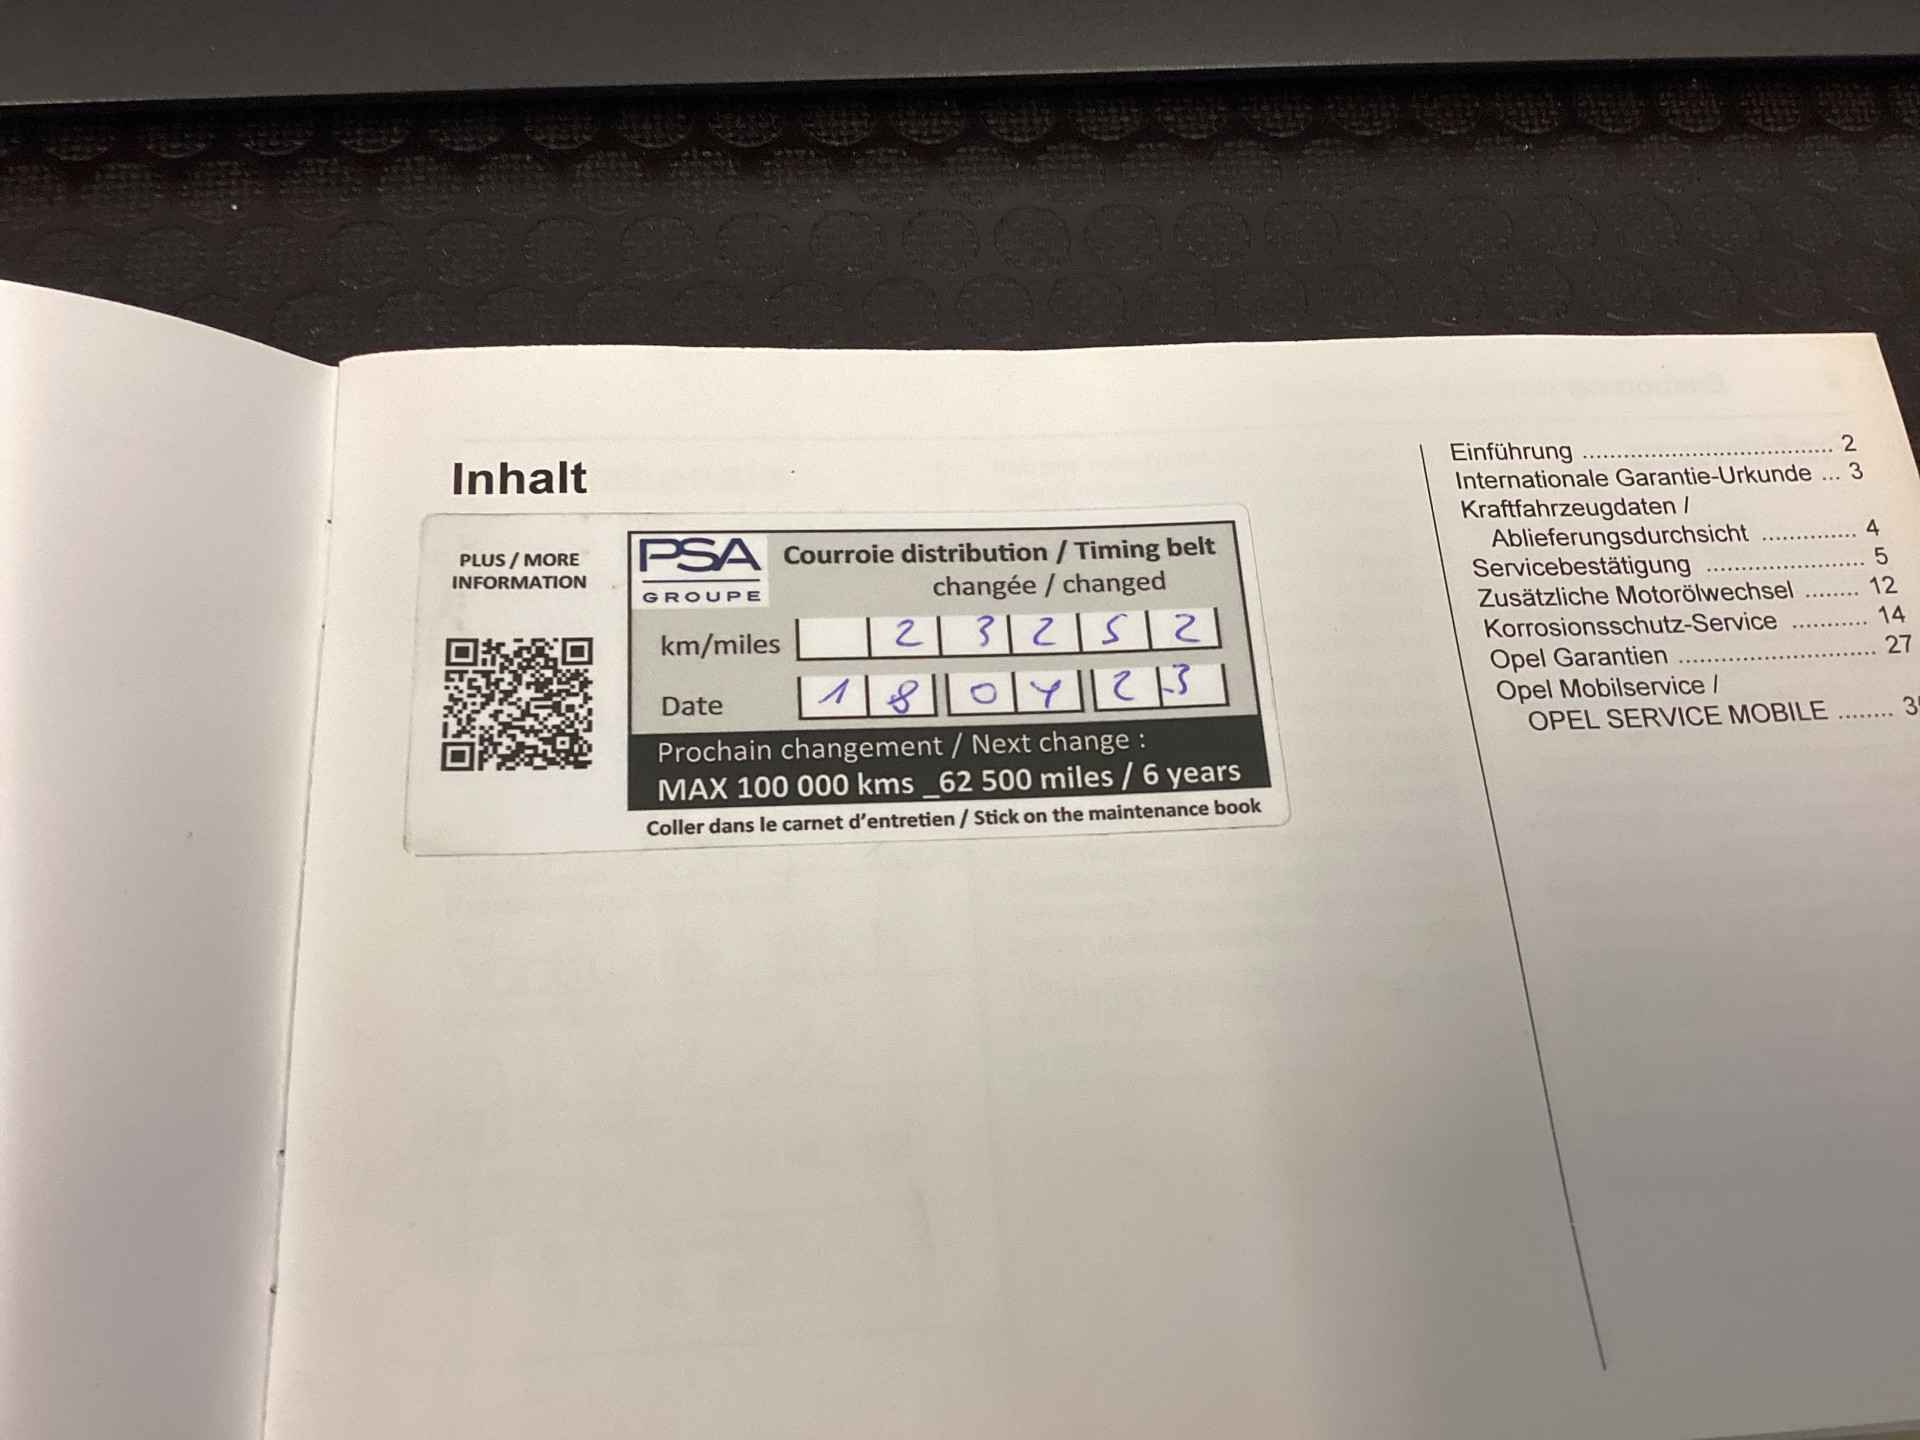 Inhalt
PLUS / MORE
INFORMATION
PSA
GROUPE
Courroie distribution / Timing belt
changée / changed
km/miles 2 3 2 5 2
Date 1 8 0 4 2 3
Prochain changement / Next change :
MAX 100 000 kms _62 500 miles / 6 years
Coller dans le carnet d'entretien / Stick on the maintenance book
Einführung .................................... 2
Internationale Garantie-Urkunde ... 3
Kraftfahrzeugdaten /
Ablieferungsdurchsicht .............. 4
Servicebestätigung ....................... 5
Zusätzliche Motorölwechsel ........ 12
Korrosionsschutz-Service ........... 14
Opel Garantien ............................. 27
Opel Mobilservice /
OPEL SERVICE MOBILE ........